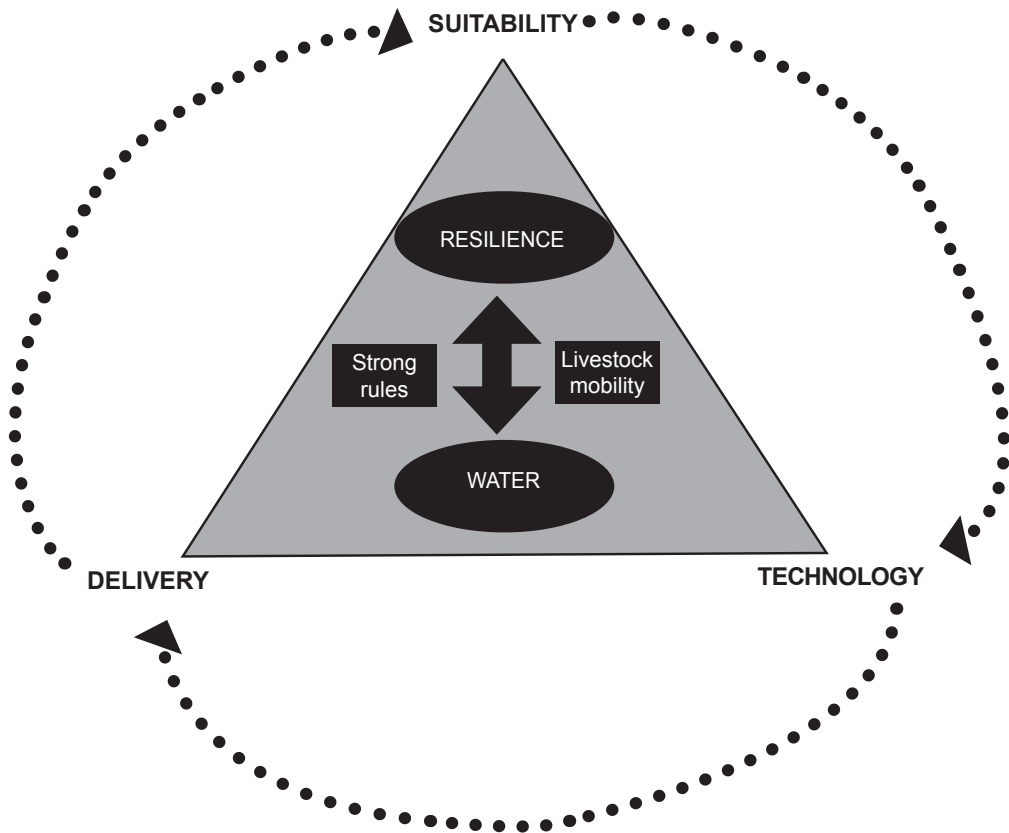 SUITABILITY
RESILIENCE
Strong
rules
Livestock
mobility
WATER
DELIVERY
TECHNOLOGY